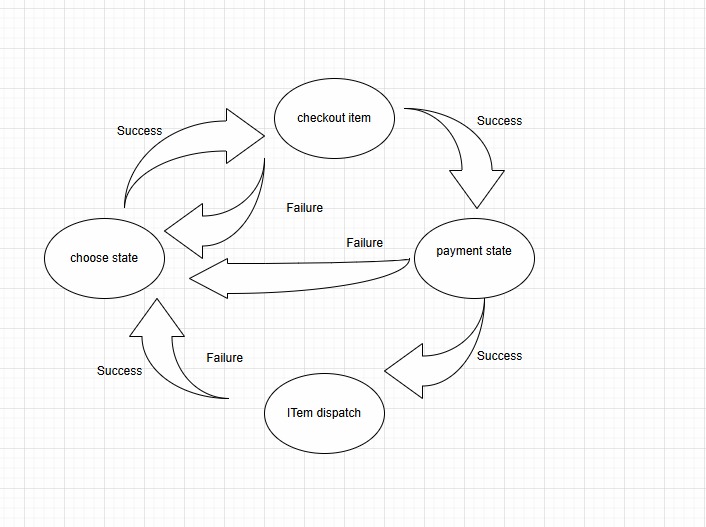 checkout item
Success
Success
Failure
Failure
choose state
payment state
Success
Failure
Success
ITem dispatch